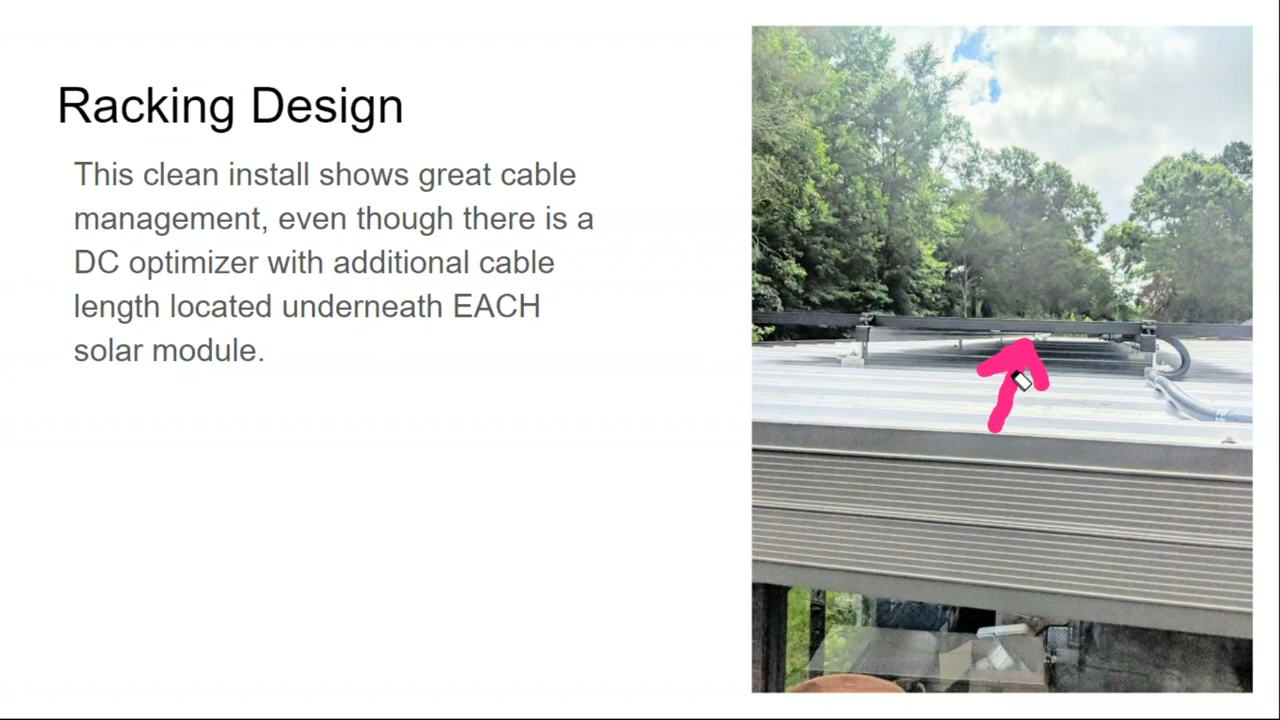 Racking Design
This clean install shows great cable
management, even though there is a
DC optimizer with additional cable
length located underneath EACH
solar module.